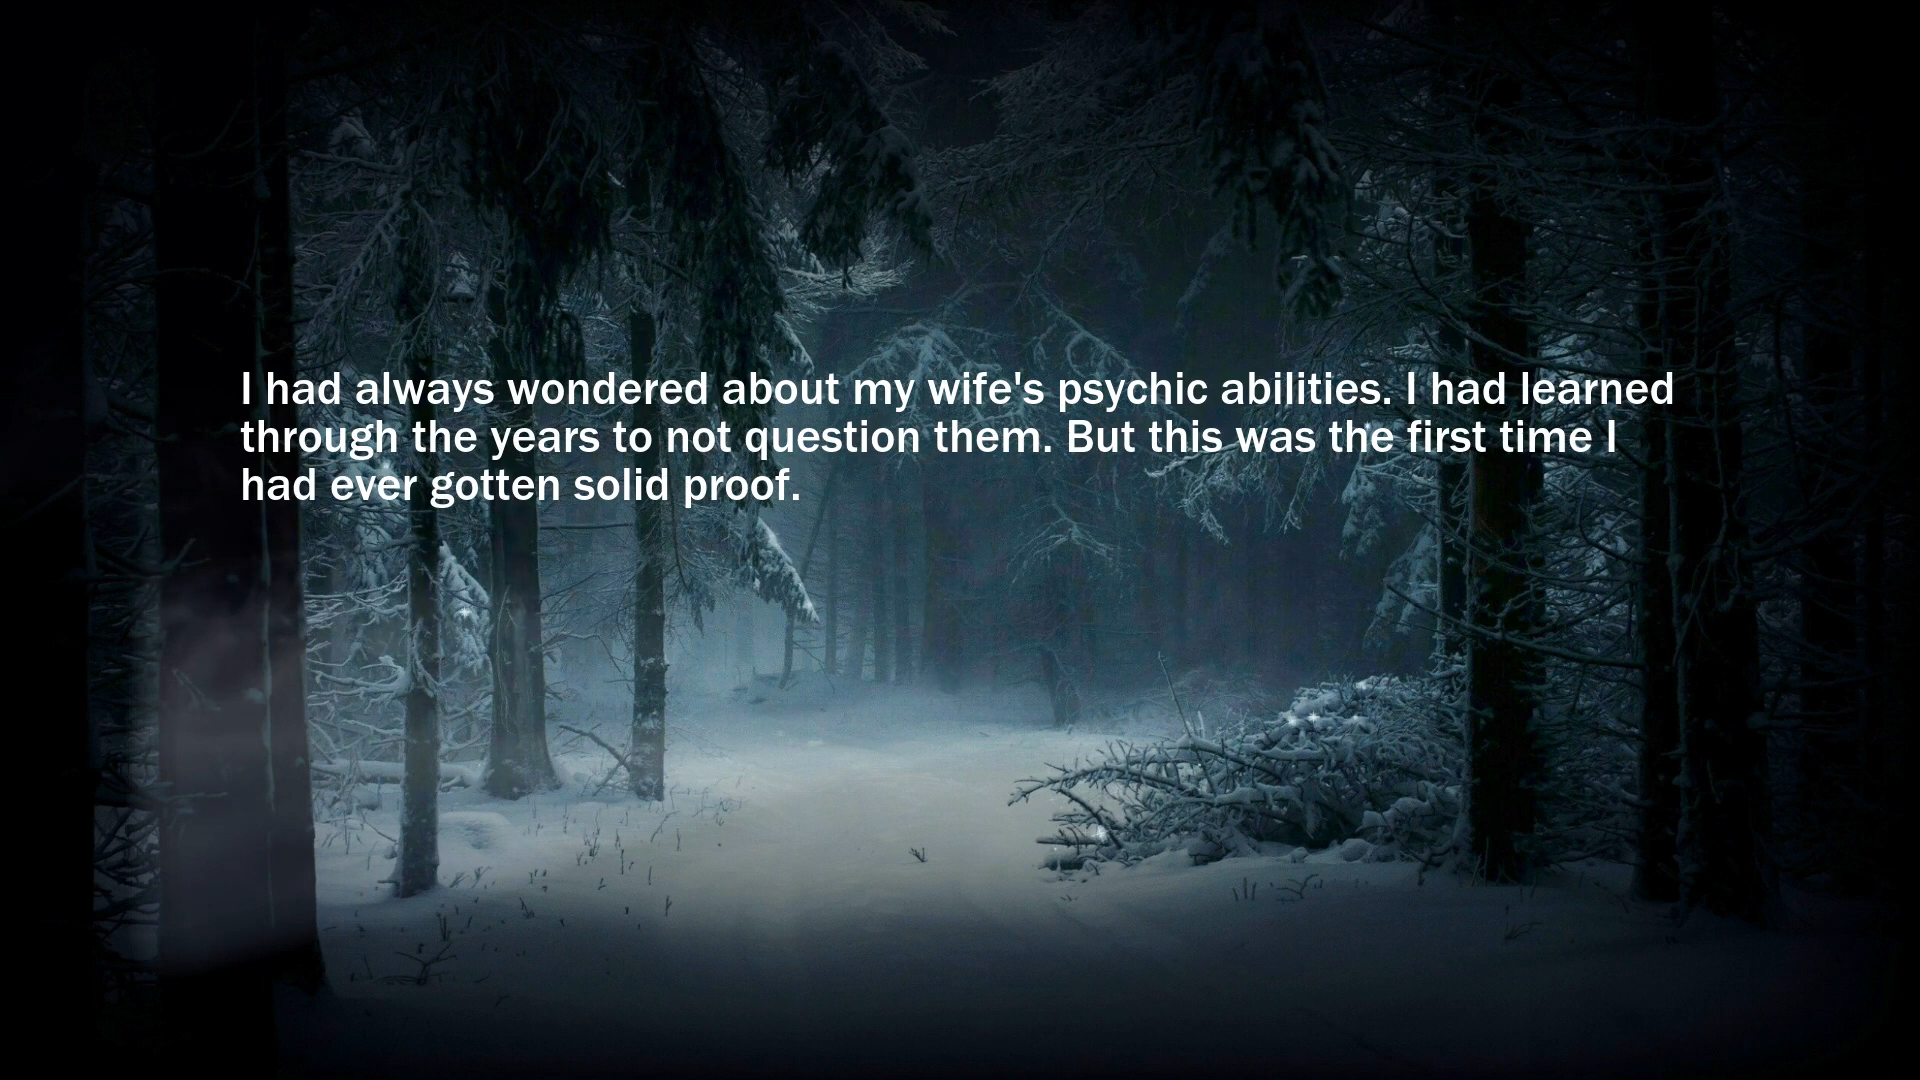 I had always wondered about my wife's psychic abilities. I had learned
through the years to not question them. But this was the first time I
had ever gotten solid proof.